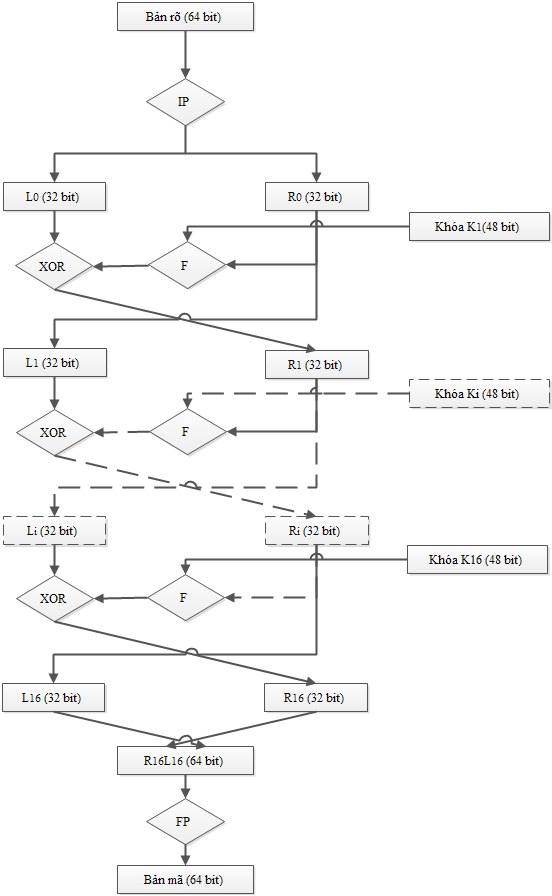 Bản rõ (64 bit)
IP
L0 (32 bit)
R0 (32 bit)
Khóa K1(48 bit)
XOR
F
L1 (32 bit)
R1 (32 bit)
Khóa Ki (48 bit)
XOR
F
Li (32 bit)
Ri (32 bit)
Khóa K16 (48 bit)
XOR
F
L16 (32 bit)
R16 (32 bit)
R16L16 (64 bit)
FP
Bản mã (64 bit)